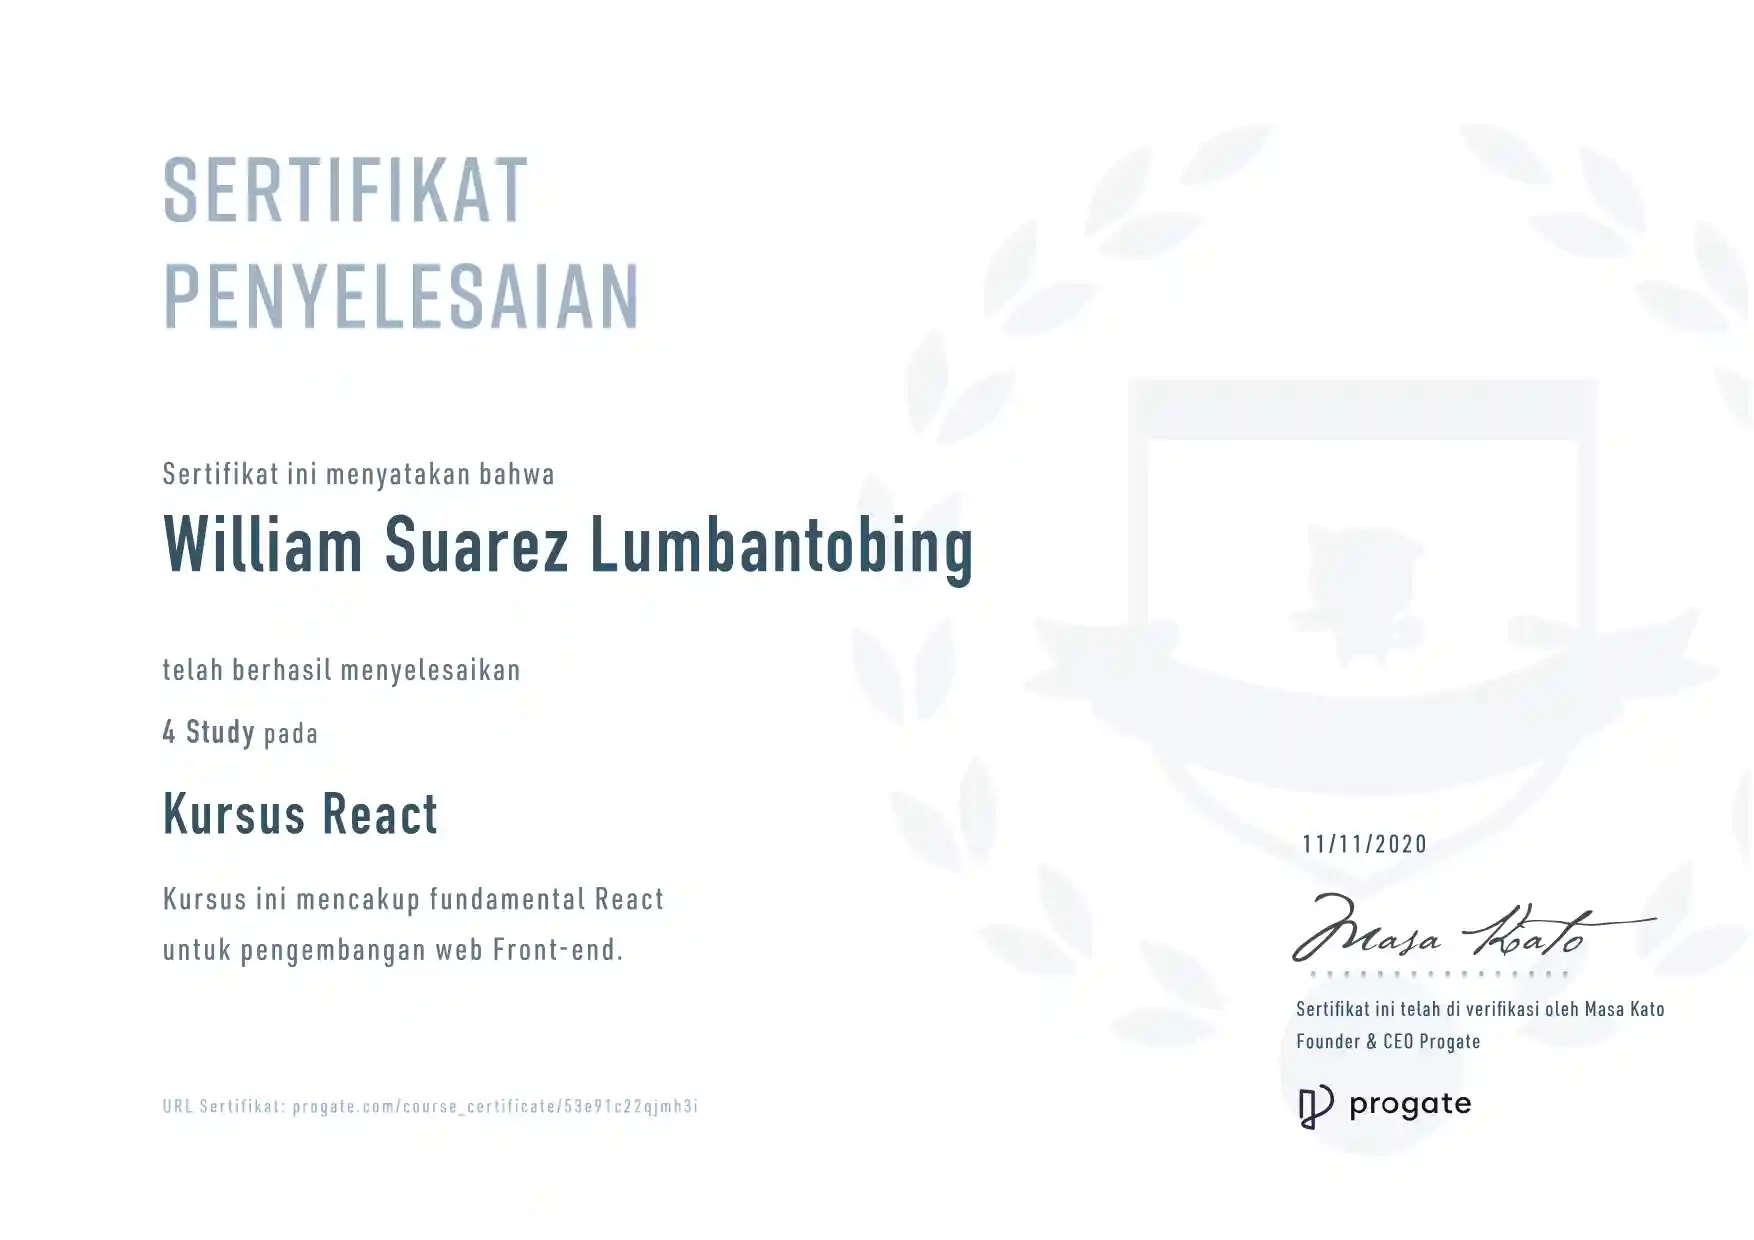 SERTIFIKAT
PENYELESAIAN
Sertifikat ini menyatakan bahwa
William Suarez Lumbantobing
telah berhasil menyelesaikan
4 Study pada
Kursus React
Kursus ini mencakup fundamental React
untuk pengembangan web Front-end.
11/11/2020
Masa Kato
Sertifikat ini telah di verifikasi oleh Masa Kato
Founder & CEO Progate
URL Sertifikat: progate.com/course_certificate/53e91c22qjmh3i
progate